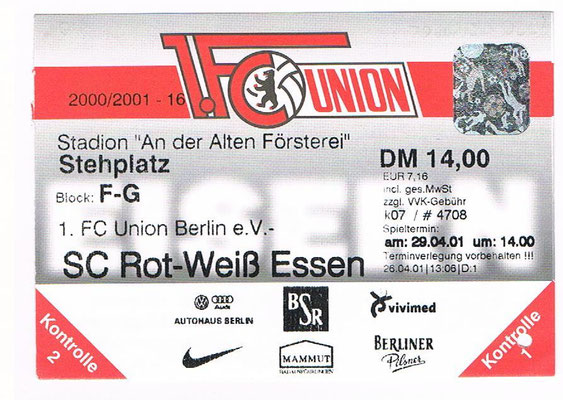 1.FC UNION
2000/2001 - 16
Stadion "An der Alten Försterei"
Stehplatz
Block: F-G
1. FC Union Berlin e.V.-
SC Rot-Weiß Essen
DM 14,00
EUR 7,16
incl. ges.MwSt
zzgl. VVK-Gebühr
k07 / # 4708
Spieltermin:
am: 29.04.01 um: 14.00
Terminverlegung vorbehalten !!!
26.04.01|13:06|D:1
EISERN
Kontrolle
2
Audi
AUTOHAUS BERLIN
BSR
vivimed
MAMMUT
BERLINER
Pilsner
Kontrolle
1